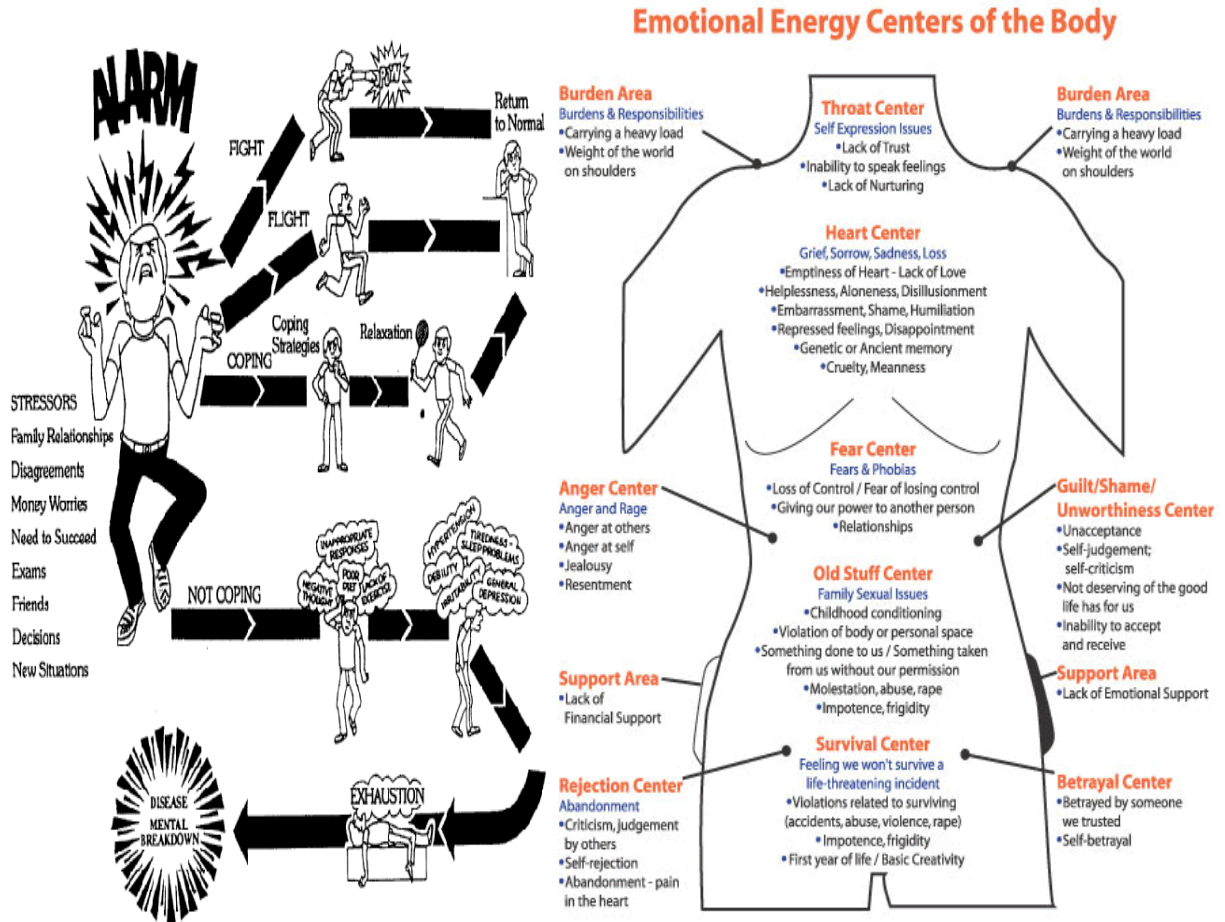 ALARM
FIGHT
POW
Return
to Normal
FLIGHT
Coping
Strategies
COPING
Relaxation
STRESSORS
Family Relationships
Disagreements
Money Worries
Need to Succeed
Exams
Friends
Decisions
New Situations
NOT COPING
INAPPROPRIATE
RESPONSES
NEGATIVE
THOUGHT
POOR
DIET
LACK OF
EXERCISE
HYPERTENSION
TIREDNESS -
SLEEP PROBLEMS
DEBILITY
IRRITABILITY
GENERAL
DEPRESSION
EXHAUSTION
DISEASE
MENTAL
BREAKDOWN
Emotional Energy Centers of the Body
Burden Area
Burdens & Responsibilities
•Carrying a heavy load
•Weight of the world
on shoulders
Throat Center
Self Expression Issues
•Lack of Trust
•Inability to speak feelings
•Lack of Nurturing
Burden Area
Burdens & Responsibilities
•Carrying a heavy load
•Weight of the world
on shoulders
Heart Center
Grief, Sorrow, Sadness, Loss
•Emptiness of Heart - Lack of Love
•Helplessness, Aloneness, Disillusionment
•Embarrassment, Shame, Humiliation
•Repressed feelings, Disappointment
•Genetic or Ancient memory
•Cruelty, Meanness
Fear Center
Fears & Phobias
•Loss of Control / Fear of losing control
•Giving our power to another person
•Relationships
Anger Center
Anger and Rage
•Anger at others
•Anger at self
•Jealousy
•Resentment
Guilt/Shame/
Unworthiness Center
•Unacceptance
•Self-judgement;
self-criticism
•Not deserving of the good
life has for us
•Inability to accept
and receive
Old Stuff Center
Family Sexual Issues
•Childhood conditioning
•Violation of body or personal space
•Something done to us / Something taken
from us without our permission
•Molestation, abuse, rape
•Impotence, frigidity
Support Area
•Lack of
Financial Support
Support Area
•Lack of Emotional Support
Survival Center
Feeling we won't survive a
life-threatening incident
•Violations related to surviving
(accidents, abuse, violence, rape)
•Impotence, frigidity
•First year of life / Basic Creativity
Rejection Center
Abandonment
•Criticism, judgement
by others
•Self-rejection
•Abandonment - pain
in the heart
Betrayal Center
•Betrayed by someone
we trusted
•Self-betrayal